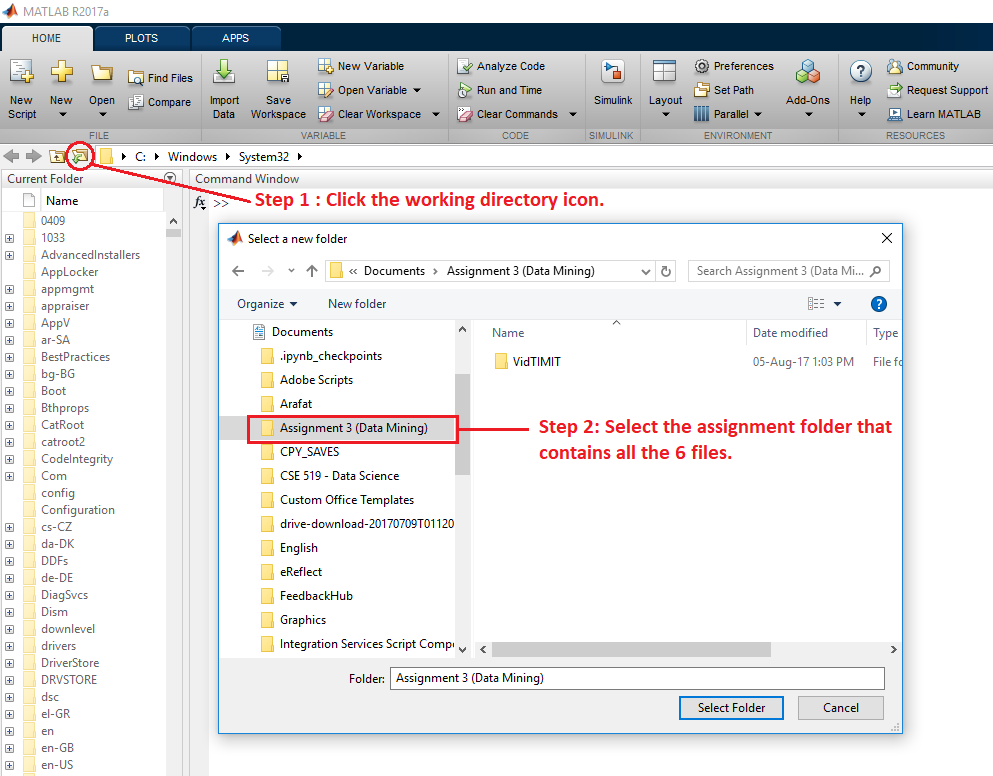 MATLAB R2017a
HOME PLOTS APPS
New Script
New
Open
Find Files
Compare
Import Data
Save Workspace
New Variable
Open Variable
Clear Workspace
Analyze Code
Run and Time
Clear Commands
Simulink
Layout
Preferences
Set Path
Parallel
Add-Ons
Help
Community
Request Support
Learn MATLAB
FILE VARIABLE CODE SIMULINK ENVIRONMENT RESOURCES
C: Windows System32
Current Folder
Name
0409
1033
AdvancedInstallers
AppLocker
appmgmt
appraiser
AppV
ar-SA
BestPractices
bg-BG
Boot
Bthprops
CatRoot
catroot2
CodeIntegrity
Com
config
Configuration
cs-CZ
da-DK
DDFs
de-DE
DiagSvcs
Dism
downlevel
drivers
DriverStore
DRVSTORE
dsc
el-GR
en
en-GB
en-US
Command Window
fx >>
Step 1 : Click the working directory icon.
Select a new folder
« Documents › Assignment 3 (Data Mining)
Search Assignment 3 (Data Mi...
Organize New folder
?
Documents
.ipynb_checkpoints
Adobe Scripts
Arafat
Assignment 3 (Data Mining)
CPY_SAVES
CSE 519 - Data Science
Custom Office Templates
drive-download-20170709T01120
English
eReflect
FeedbackHub
Graphics
Integration Services Script Compo
Name Date modified Type
VidTIMIT 05-Aug-17 1:03 PM File fo
Step 2: Select the assignment folder that
contains all the 6 files.
Folder: Assignment 3 (Data Mining)
Select Folder Cancel